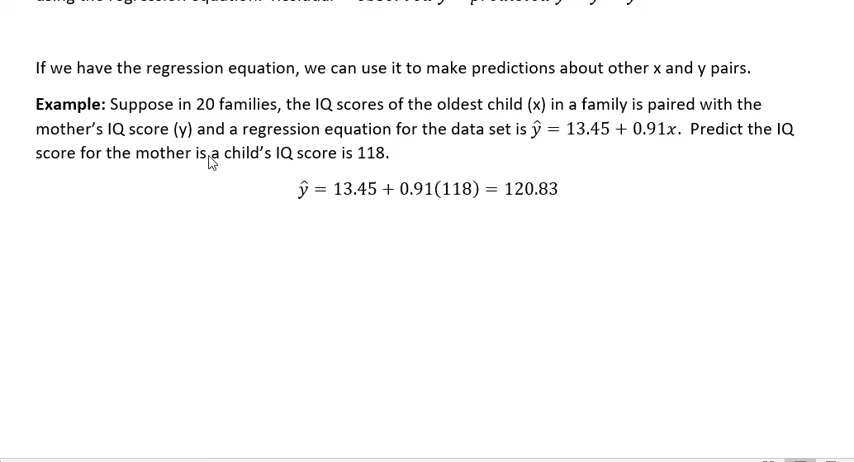 If we have the regression equation, we can use it to make predictions about other x and y pairs.
Example: Suppose in 20 families, the IQ scores of the oldest child (x) in a family is paired with the
mother's IQ score (y) and a regression equation for the data set is ŷ = 13.45 + 0.91x. Predict the IQ
score for the mother is a child's IQ score is 118.
ŷ = 13.45 + 0.91(118) = 120.83